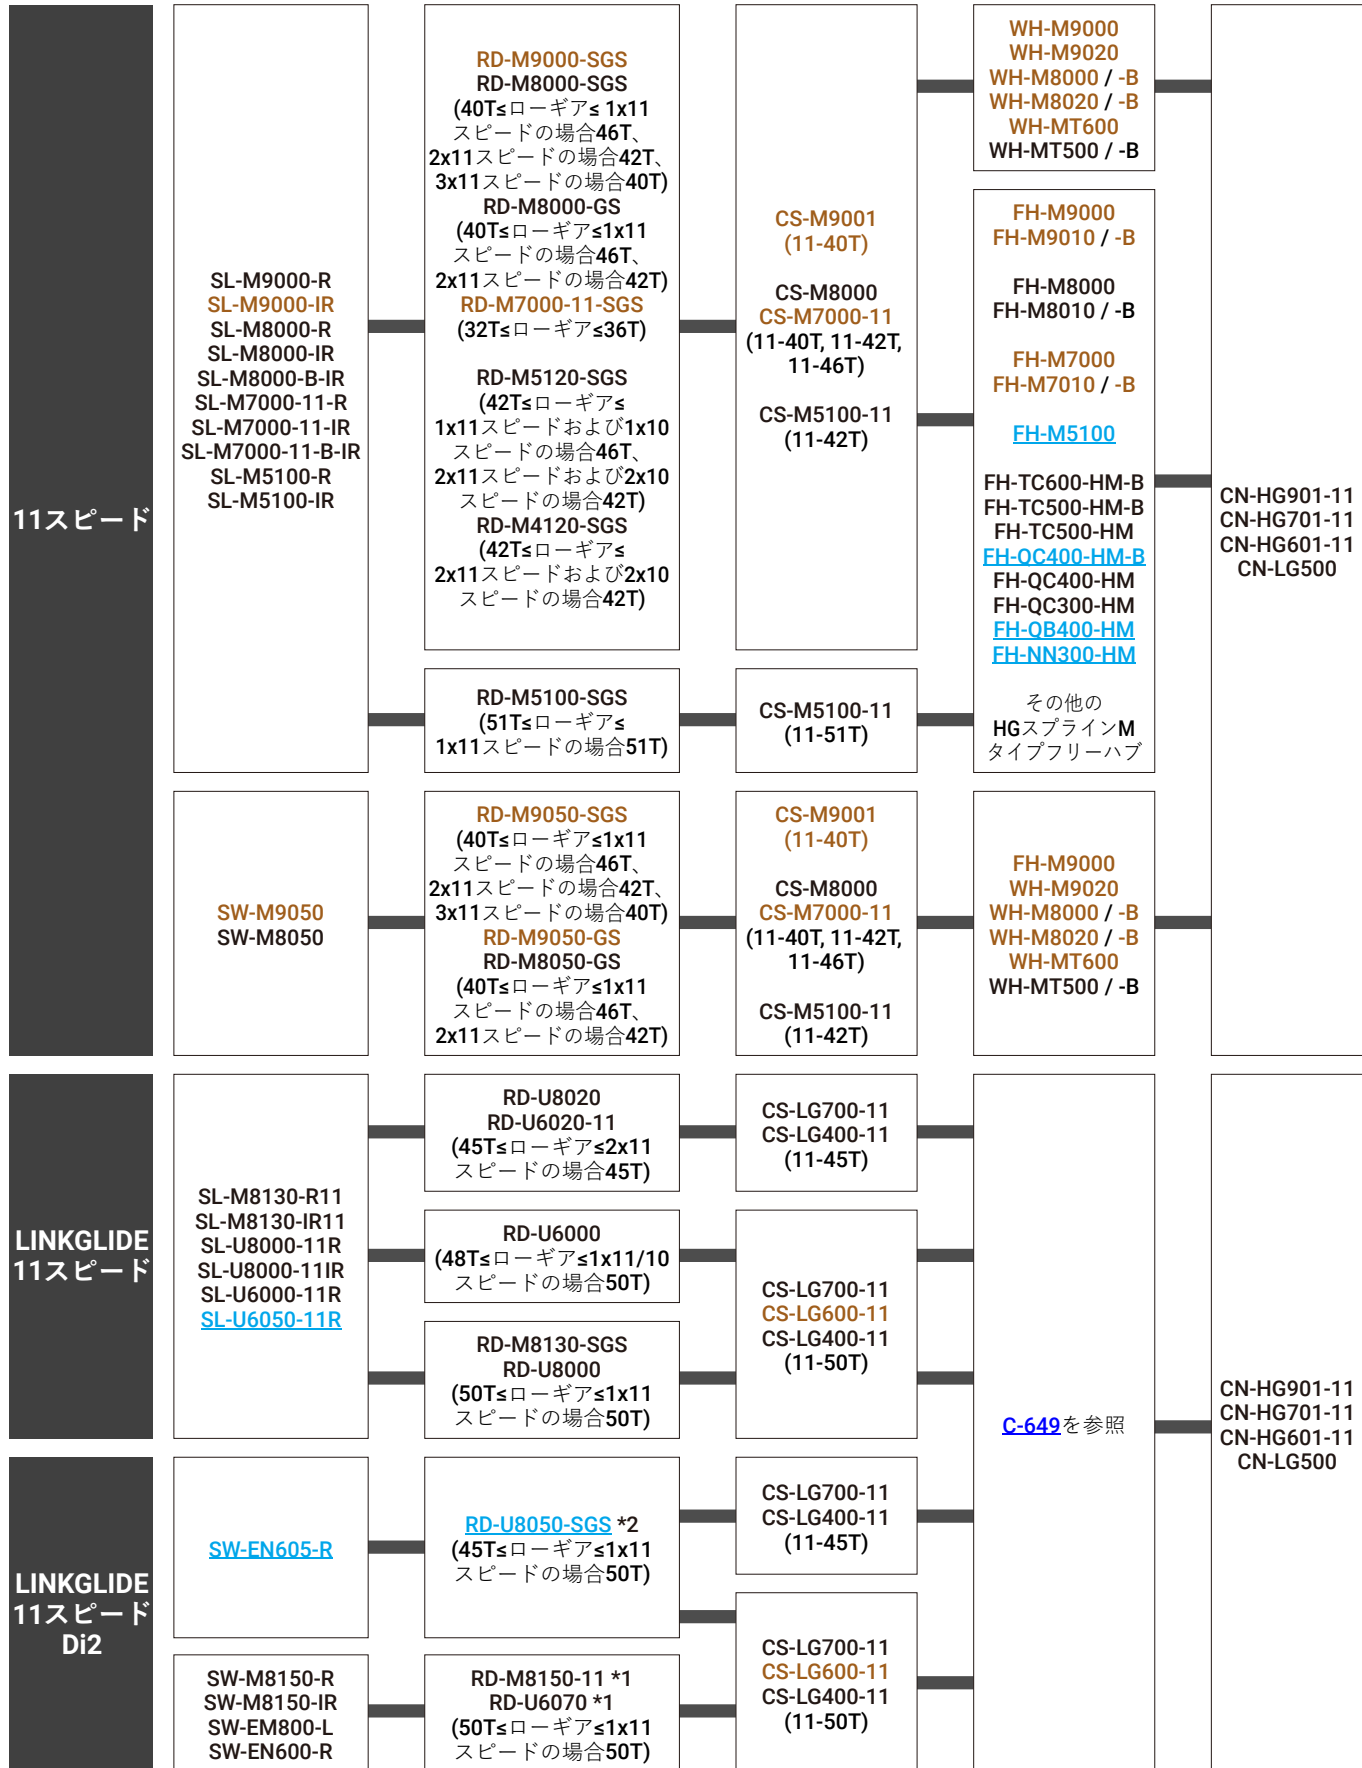 11スピード
SL-M9000-R
SL-M9000-IR
SL-M8000-R
SL-M8000-IR
SL-M8000-B-IR
SL-M7000-11-R
SL-M7000-11-IR
SL-M7000-11-B-IR
SL-M5100-R
SL-M5100-IR
RD-M9000-SGS
RD-M8000-SGS
(40T≤ローギア≤ 1x11
スピードの場合46T、
2x11スピードの場合42T、
3x11スピードの場合40T)
RD-M8000-GS
(40T≤ローギア≤1x11
スピードの場合46T、
2x11スピードの場合42T)
RD-M7000-11-SGS
(32T≤ローギア≤36T)
RD-M5120-SGS
(42T≤ローギア≤
1x11スピードおよび1x10
スピードの場合46T、
2x11スピードおよび2x10
スピードの場合42T)
RD-M4120-SGS
(42T≤ローギア≤
2x11スピードおよび2x10
スピードの場合42T)
CS-M9001
(11-40T)
CS-M8000
CS-M7000-11
(11-40T, 11-42T,
11-46T)
CS-M5100-11
(11-42T)
WH-M9000
WH-M9020
WH-M8000 / -B
WH-M8020 / -B
WH-MT600
WH-MT500 / -B
FH-M9000
FH-M9010 / -B
FH-M8000
FH-M8010 / -B
FH-M7000
FH-M7010 / -B
FH-M5100
FH-TC600-HM-B
FH-TC500-HM-B
FH-TC500-HM
FH-QC400-HM-B
FH-QC400-HM
FH-QC300-HM
FH-QB400-HM
FH-NN300-HM
その他の
HGスプラインM
タイプフリーハブ
CN-HG901-11
CN-HG701-11
CN-HG601-11
CN-LG500
RD-M5100-SGS
(51T≤ローギア≤
1x11スピードの場合51T)
CS-M5100-11
(11-51T)
SW-M9050
SW-M8050
RD-M9050-SGS
(40T≤ローギア≤1x11
スピードの場合46T、
2x11スピードの場合42T、
3x11スピードの場合40T)
RD-M9050-GS
RD-M8050-GS
(40T≤ローギア≤1x11
スピードの場合46T、
2x11スピードの場合42T)
CS-M9001
(11-40T)
CS-M8000
CS-M7000-11
(11-40T, 11-42T,
11-46T)
CS-M5100-11
(11-42T)
FH-M9000
WH-M9020
WH-M8000 / -B
WH-M8020 / -B
WH-MT600
WH-MT500 / -B
LINKGLIDE
11スピード
SL-M8130-R11
SL-M8130-IR11
SL-U8000-11R
SL-U8000-11IR
SL-U6000-11R
SL-U6050-11R
RD-U8020
RD-U6020-11
(45T≤ローギア≤2x11
スピードの場合45T)
CS-LG700-11
CS-LG400-11
(11-45T)
RD-U6000
(48T≤ローギア≤1x11/10
スピードの場合50T)
RD-M8130-SGS
RD-U8000
(50T≤ローギア≤1x11
スピードの場合50T)
CS-LG700-11
CS-LG600-11
CS-LG400-11
(11-50T)
C-649を参照
CN-HG901-11
CN-HG701-11
CN-HG601-11
CN-LG500
LINKGLIDE
11スピード
Di2
SW-EN605-R
RD-U8050-SGS *2
(45T≤ローギア≤1x11
スピードの場合50T)
CS-LG700-11
CS-LG400-11
(11-45T)
SW-M8150-R
SW-M8150-IR
SW-EM800-L
SW-EN600-R
RD-M8150-11 *1
RD-U6070 *1
(50T≤ローギア≤1x11
スピードの場合50T)
CS-LG700-11
CS-LG600-11
CS-LG400-11
(11-50T)